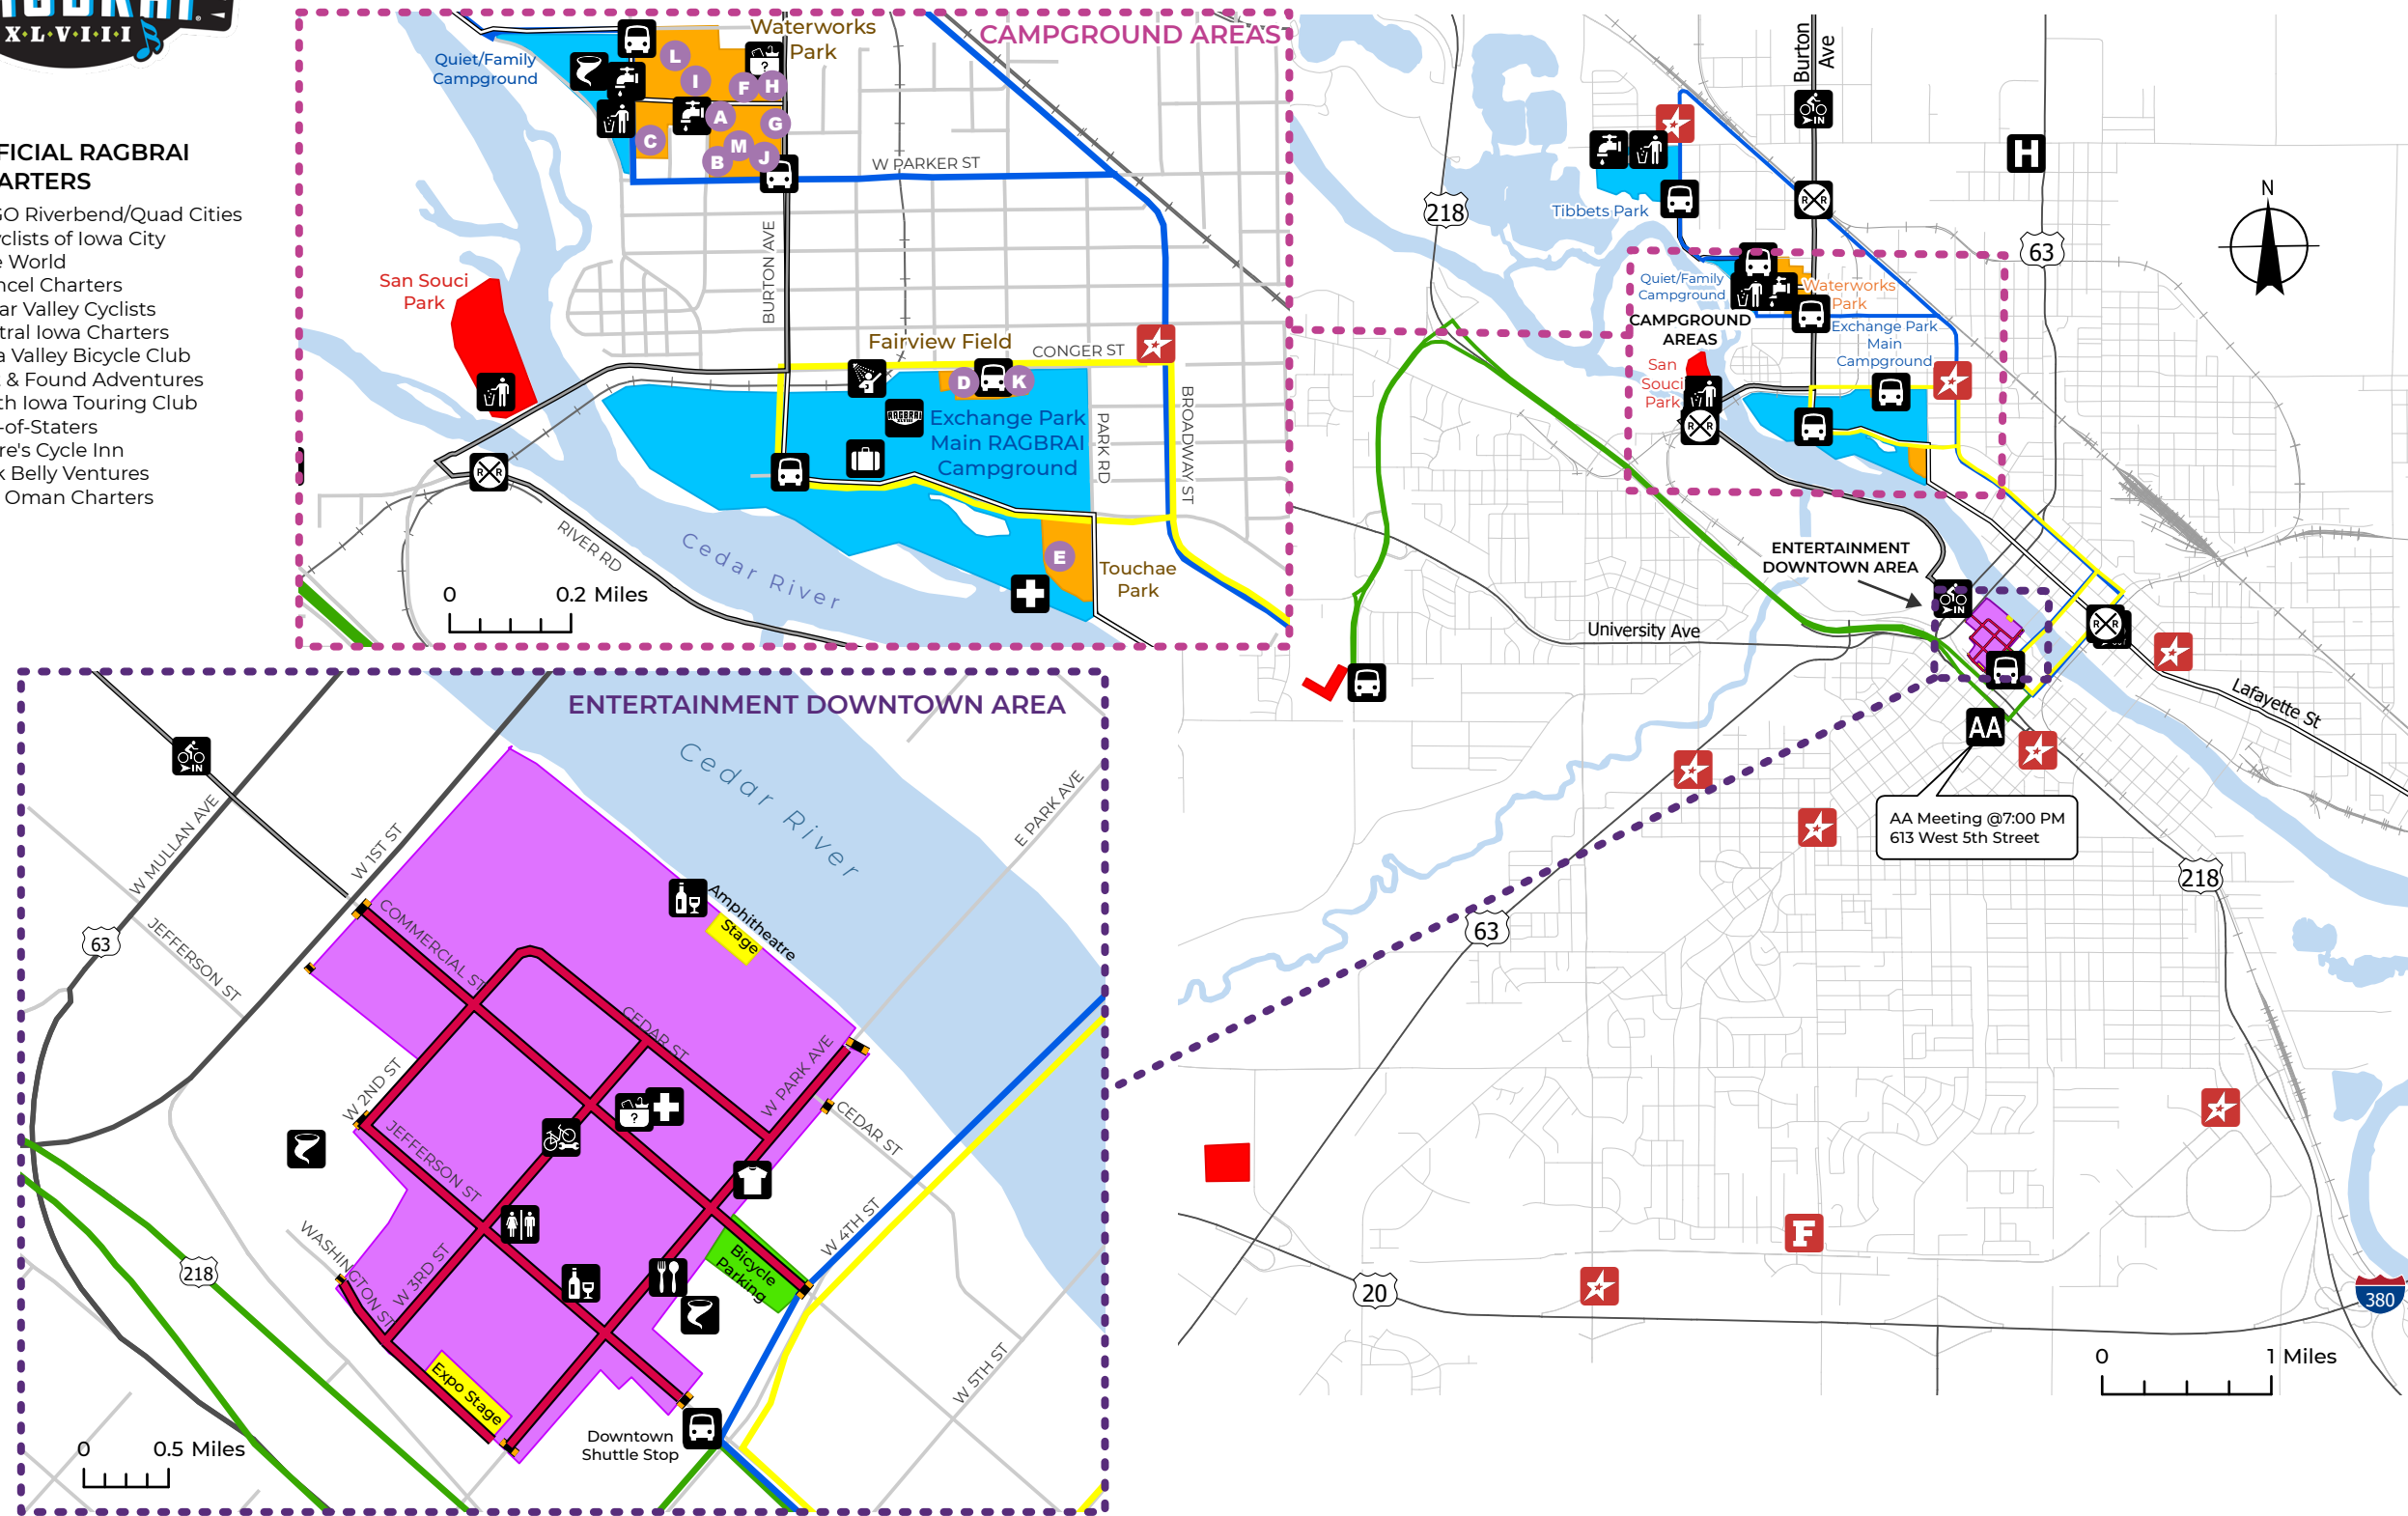 X·L·V·I·I·I
FICIAL RAGBRAI
ARTERS
GO Riverbend/Quad Cities
yclists of Iowa City
e World
ncel Charters
ar Valley Cyclists
tral Iowa Charters
a Valley Bicycle Club
t & Found Adventures
th Iowa Touring Club
-of-Staters
re's Cycle Inn
k Belly Ventures
Oman Charters
CAMPGROUND AREAS
Waterworks
Park
Quiet/Family
Campground
L
I
F
H
A
G
C
M
B
J
?
W PARKER ST
BURTON AVE
San Souci
Park
Fairview Field
CONGER ST
D
K
RAGBRAI
Exchange Park
Main RAGBRAI
Campground
PARK RD
BROADWAY ST
R R
RIVER RD
Cedar River
E
Touchae
Park
0 0.2 Miles
ENTERTAINMENT DOWNTOWN AREA
IN
Cedar River
E PARK AVE
W MULLAN AVE
W 1ST ST
63
JEFFERSON ST
COMMERCIAL ST
Amphitheatre
Stage
CEDAR ST
W PARK AVE
W 2ND ST
CEDAR ST
?
JEFFERSON ST
W 4TH ST
WASHINGTON ST
W 3RD ST
218
Bicycle
Parking
Expo Stage
W 5TH ST
Downtown
Shuttle Stop
0 0.5 Miles
Burton
Ave
IN
H
218
R R
Tibbets Park
63
N
Quiet/Family
Campground
Waterworks
Park
CAMPGROUND
AREAS
Exchange Park
Main
Campground
San
Souci
Park
R R
ENTERTAINMENT
DOWNTOWN AREA
IN
University Ave
R R
Lafayette St
AA
AA Meeting @7:00 PM
613 West 5th Street
218
63
F
20
380
0 1 Miles